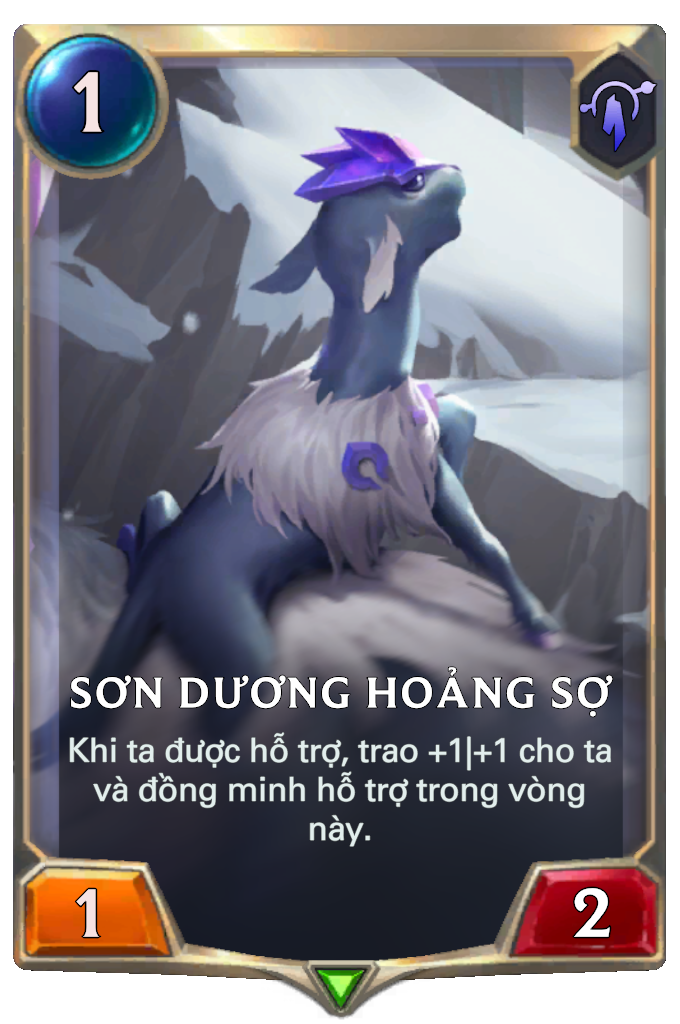 1
SƠN DƯƠNG HOẢNG SỢ
Khi ta được hỗ trợ, trao +1|+1 cho ta
và đồng minh hỗ trợ trong vòng
này.
1 2